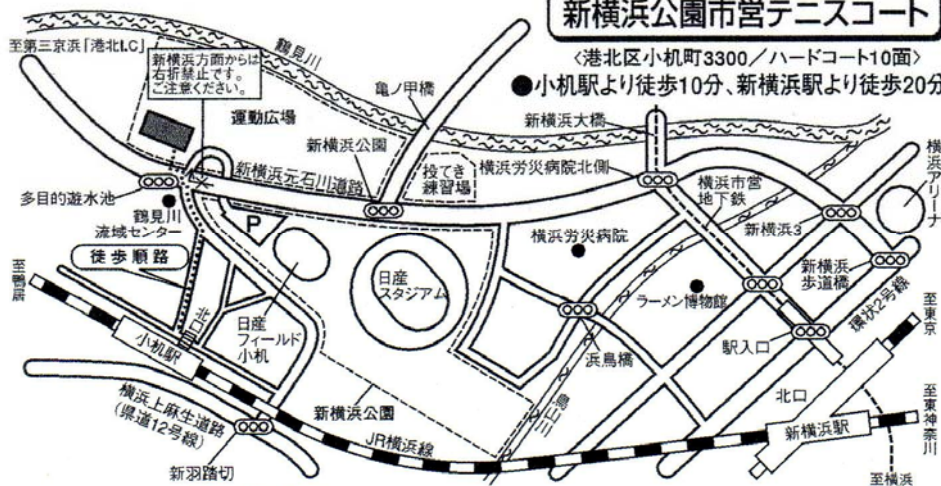 新横浜公園市営テニスコート
〈港北区小机町3300／ハードコート10面〉
●小机駅より徒歩10分、新横浜駅より徒歩20分
至第三京浜「港北I.C」
新横浜方面からは
右折禁止です。
ご注意ください。
鶴見川
亀ノ甲橋
運動広場
新横浜公園
新横浜大橋
投てき
練習場
横浜労災病院北側
横浜アリーナ
新横浜元石川道路
多目的遊水池
鶴見川
流域センター
P
横浜市営
地下鉄
新横浜3
徒歩順路
横浜労災病院
新横浜
歩道橋
至鴨居
日産
スタジアム
ラーメン博物館
環状2号線
至東京
北口
日産
フィールド
小机
小机駅
浜鳥橋
駅入口
鳥山川
横浜上麻生道路
(県道12号線)
新横浜公園
北口
至東神奈川
JR横浜線
新横浜駅
新羽踏切
至横浜